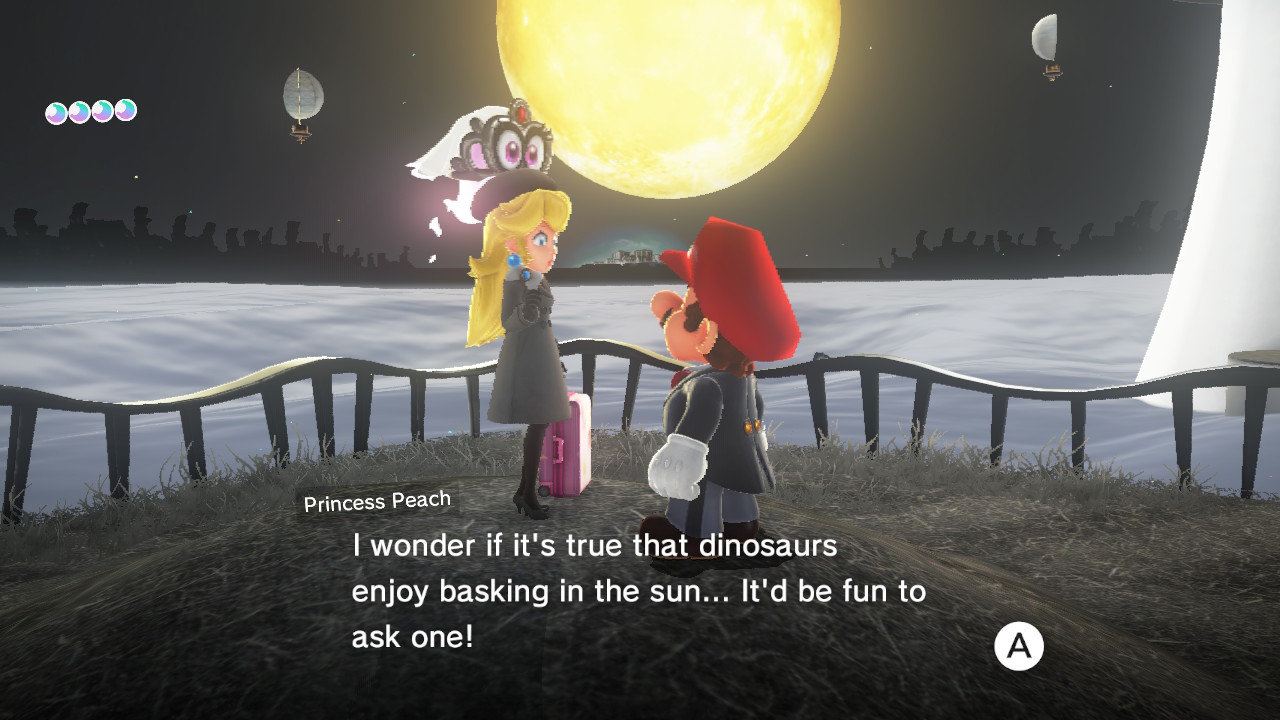 Princess Peach
I wonder if it's true that dinosaurs
enjoy basking in the sun... It'd be fun to
ask one!
A